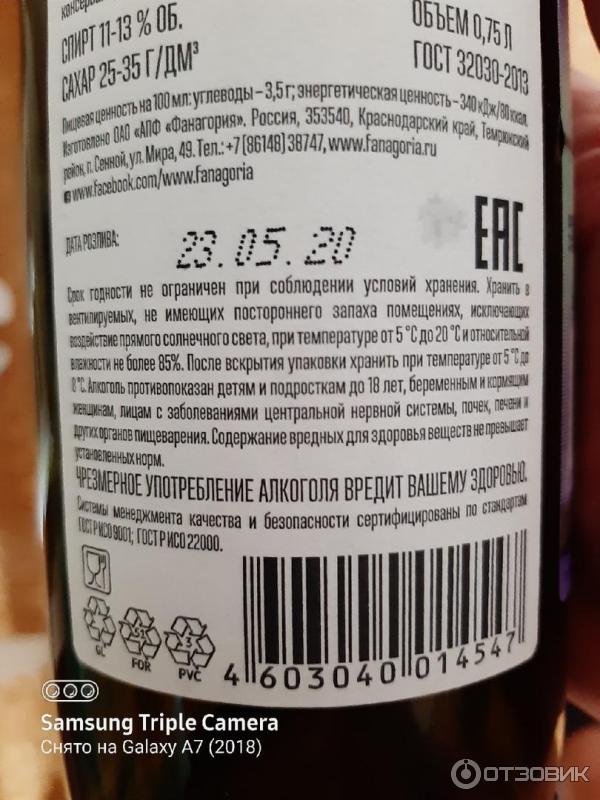 СПИРТ 11-13 % ОБ.
САХАР 25-35 Г/ДМ³
ОБЪЕМ 0,75 Л
ГОСТ 32030-2013
Пищевая ценность на 100 мл: углеводы – 3,5 г; энергетическая ценность – 340 кДж/80 ккал.
Изготовлено ОАО «АПФ «Фанагория». Россия, 353540, Краснодарский край, Темрюкский
район, п. Сенной, ул. Мира, 49. Тел.: +7 (86148) 38747, www.fanagoria.ru
www.facebook.com/www.Fanagoria
ДАТА РОЗЛИВА:
23.05.20
EAC
Срок годности не ограничен при соблюдении условий хранения. Хранить в
вентилируемых, не имеющих постороннего запаха помещениях, исключающих
воздействие прямого солнечного света, при температуре от 5 °С до 20 °С и относительной
влажности не более 85%. После вскрытия упаковки хранить при температуре от 5 °С до
8 °С. Алкоголь противопоказан детям и подросткам до 18 лет, беременным и кормящим
женщинам, лицам с заболеваниями центральной нервной системы, почек, печени и
других органов пищеварения. Содержание вредных для здоровья веществ не превышает
установленных норм.
ЧРЕЗМЕРНОЕ УПОТРЕБЛЕНИЕ АЛКОГОЛЯ ВРЕДИТ ВАШЕМУ ЗДОРОВЬЮ.
Системы менеджмента качества и безопасности сертифицированы по стандартам
ГОСТ Р ИСО 9001; ГОСТ Р ИСО 22000.
51
3
GL
FOR
PVC
4 603040 014547
Samsung Triple Camera
Снято на Galaxy A7 (2018)
ОТЗОВИК